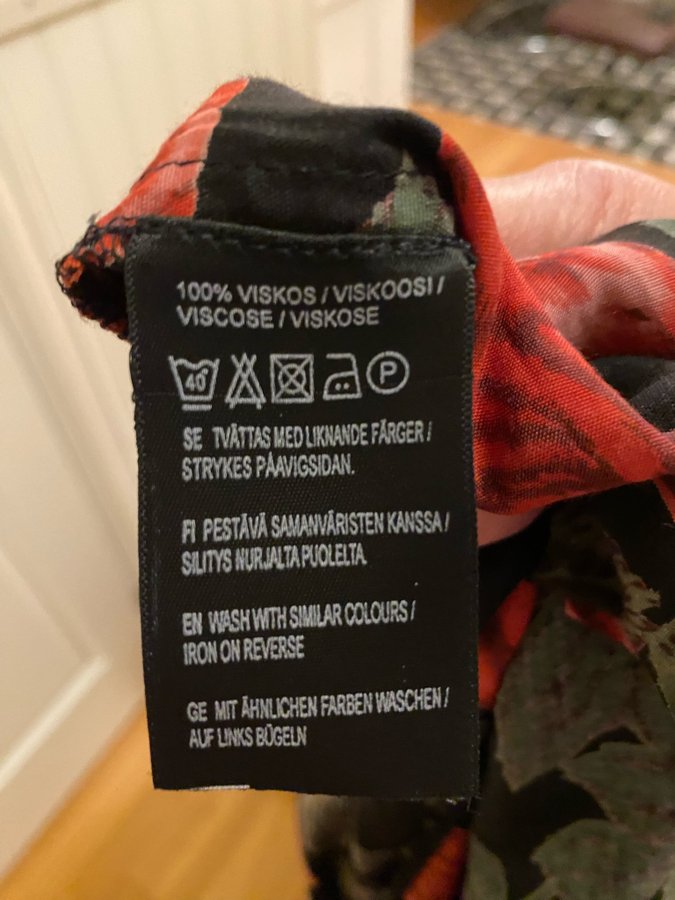 100% VISKOS / VISKOOSI /
VISCOSE / VISKOSE
40 P
SE TVÄTTAS MED LIKNANDE FÄRGER /
STRYKES PÅAVIGSIDAN.
FI PESTÄVÄ SAMANVÄRISTEN KANSSA /
SILITYS NURJALTA PUOLELTA
EN WASH WITH SIMILAR COLOURS /
IRON ON REVERSE
GE MIT ÄHNLICHEN FARBEN WASCHEN /
AUF LINKS BÜGELN